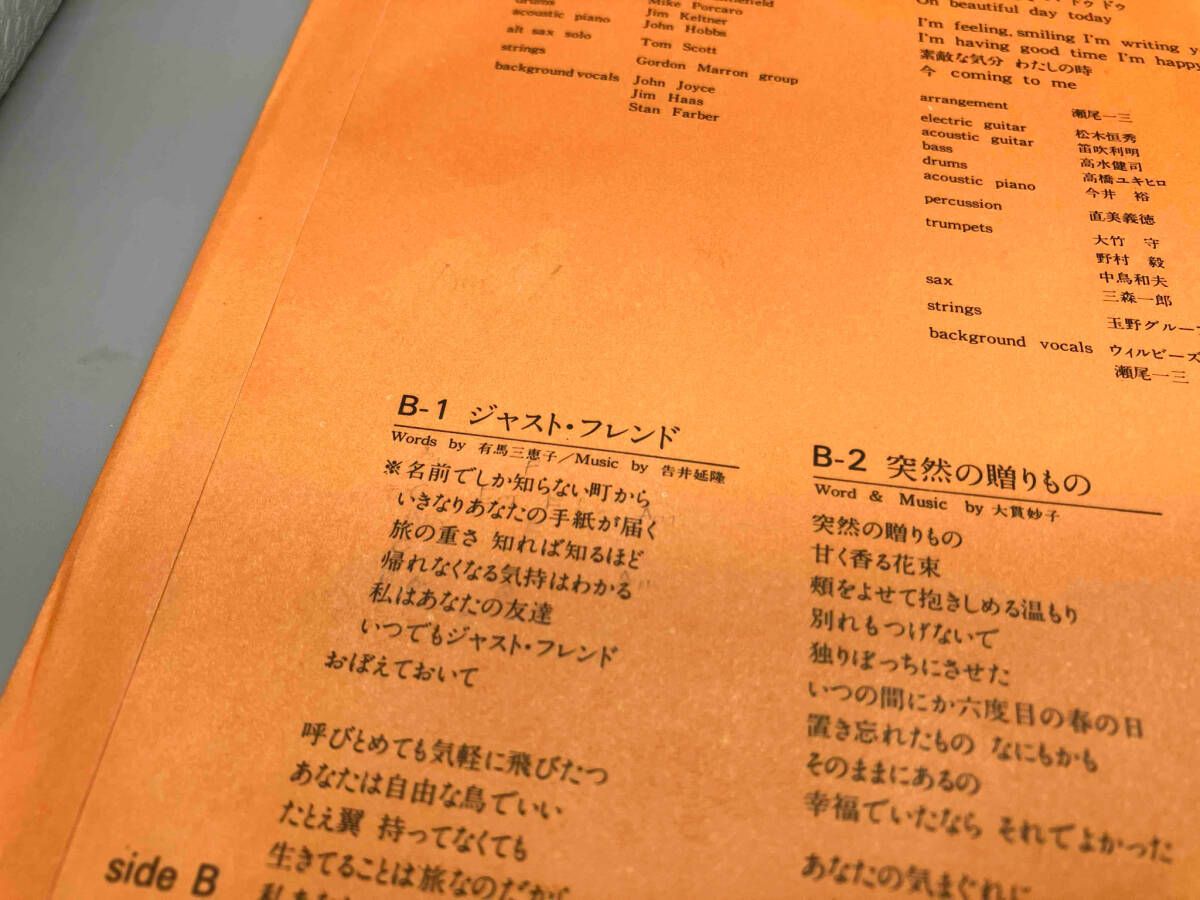 drums
acoustic piano
alt sax solo
strings
background vocals
Mike Porcaro
Jim Keltner
John Hobbs
Tom Scott
Gordon Marron group
John Joyce
Jim Haas
Stan Farber
On beautiful day today
I'm feeling, smiling I'm writing
I'm having good time I'm happy
素敵な気分 わたしの時
今 coming to me
arrangement 瀬尾一三
electric guitar 松木恒秀
acoustic guitar 笛吹利明
bass 高水健司
drums 高橋ユキヒロ
acoustic piano 今井 裕
percussion 直美義徳
trumpets 大竹 守
野村 毅
sax 中島和夫
三森一郎
strings 玉野グルー
background vocals ウィルビーズ
瀬尾一三
B-1 ジャスト・フレンド
Words by 有馬三恵子/Music by 告井延隆
※名前でしか知らない町から
いきなりあなたの手紙が届く
旅の重さ 知れば知るほど
帰れなくなる気持はわかる
私はあなたの友達
いつでもジャスト・フレンド
おぼえておいて
呼びとめても気軽に飛びたつ
あなたは自由な鳥でいい
たとえ翼 持ってなくても
生きてることは旅なのだから
side B
B-2 突然の贈りもの
Word & Music by 大貫妙子
突然の贈りもの
甘く香る花束
頬をよせて抱きしめる温もり
別れもつげないで
独りぼっちにさせた
いつの間にか六度目の春の日
置き忘れたもの なにもかも
そのままにあるの
幸福でいたなら それでよかった
あなたの気まぐれに